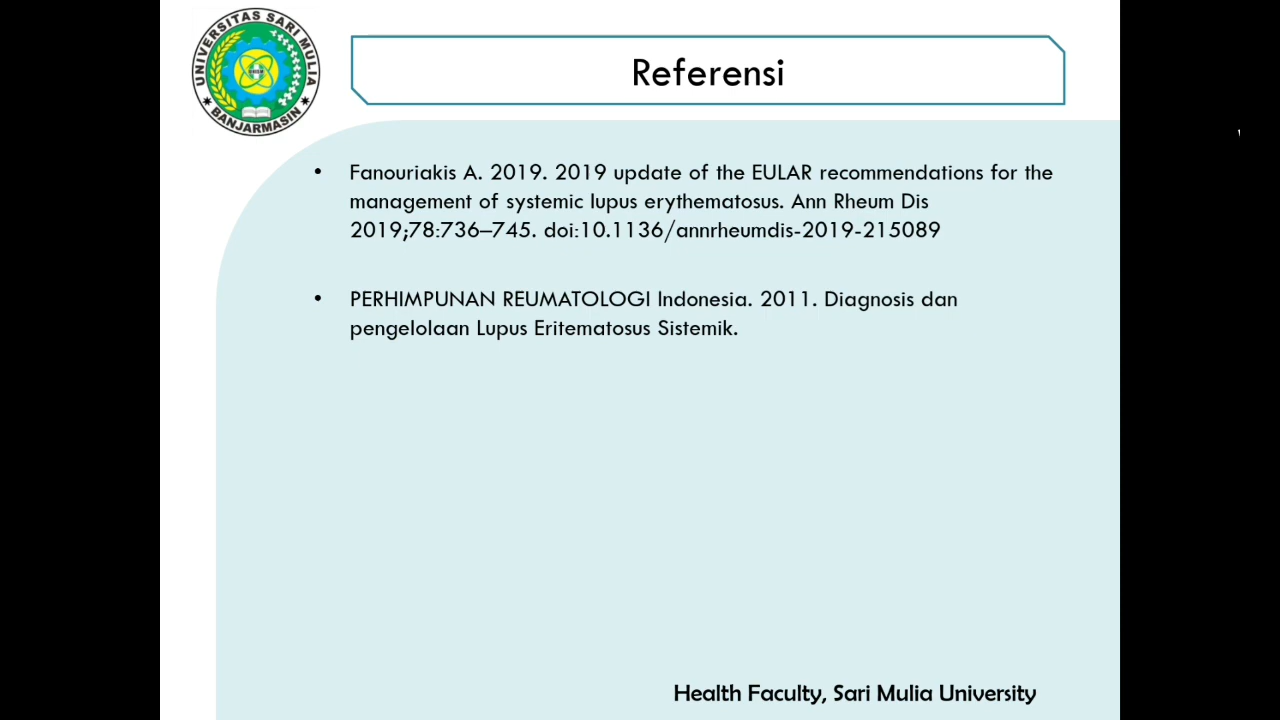 UNIVERSITAS SARI MULIA
BANJARMASIN
Referensi
• Fanouriakis A. 2019. 2019 update of the EULAR recommendations for the
management of systemic lupus erythematosus. Ann Rheum Dis
2019;78:736–745. doi:10.1136/annrheumdis-2019-215089
• PERHIMPUNAN REUMATOLOGI Indonesia. 2011. Diagnosis dan
pengelolaan Lupus Eritematosus Sistemik.
Health Faculty, Sari Mulia University